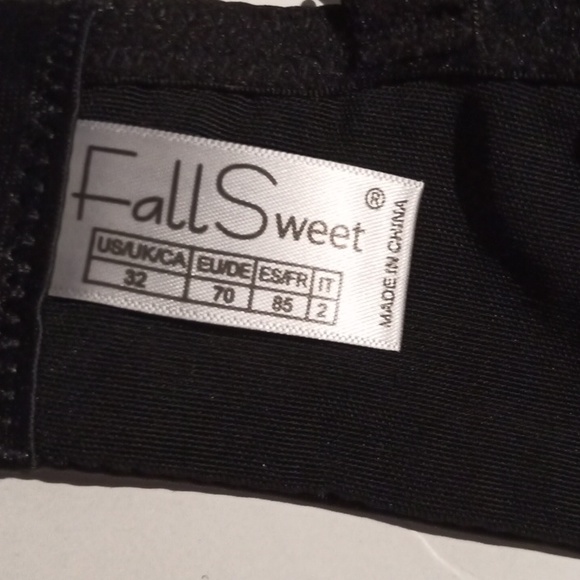 FallSweet ®
US/UK/CA EU/DE ES/FR IT
32 70 85 2
MADE IN CHINA